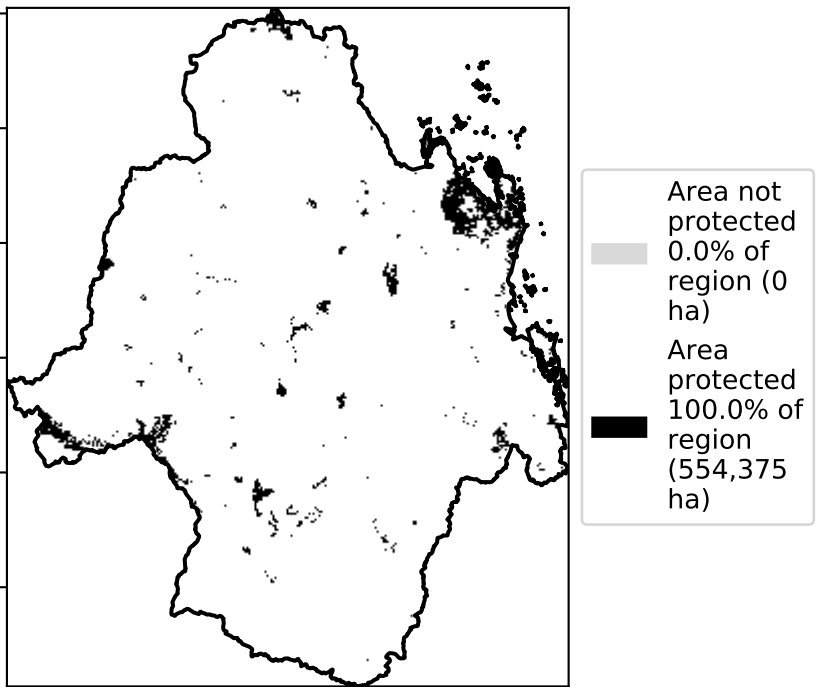 Area not
protected
0.0% of
region (0
ha)
Area
protected
100.0% of
region
(554,375
ha)